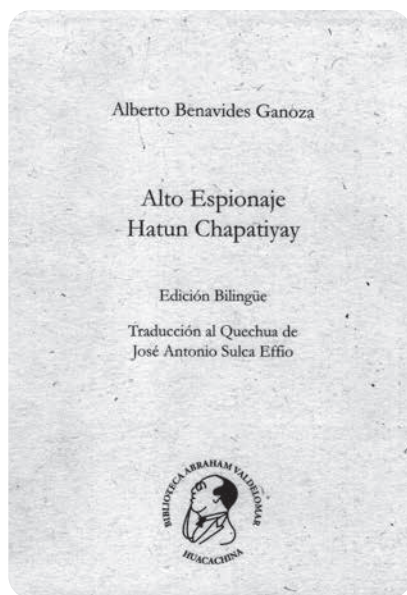 Alberto Benavides Ganoza
Alto Espionaje
Hatun Chapatiyay
Edición Bilingüe
Traducción al Quechua de
José Antonio Sulca Effio
BIBLIOTECA ABRAHAM VALDELOMAR
HUACACHINA